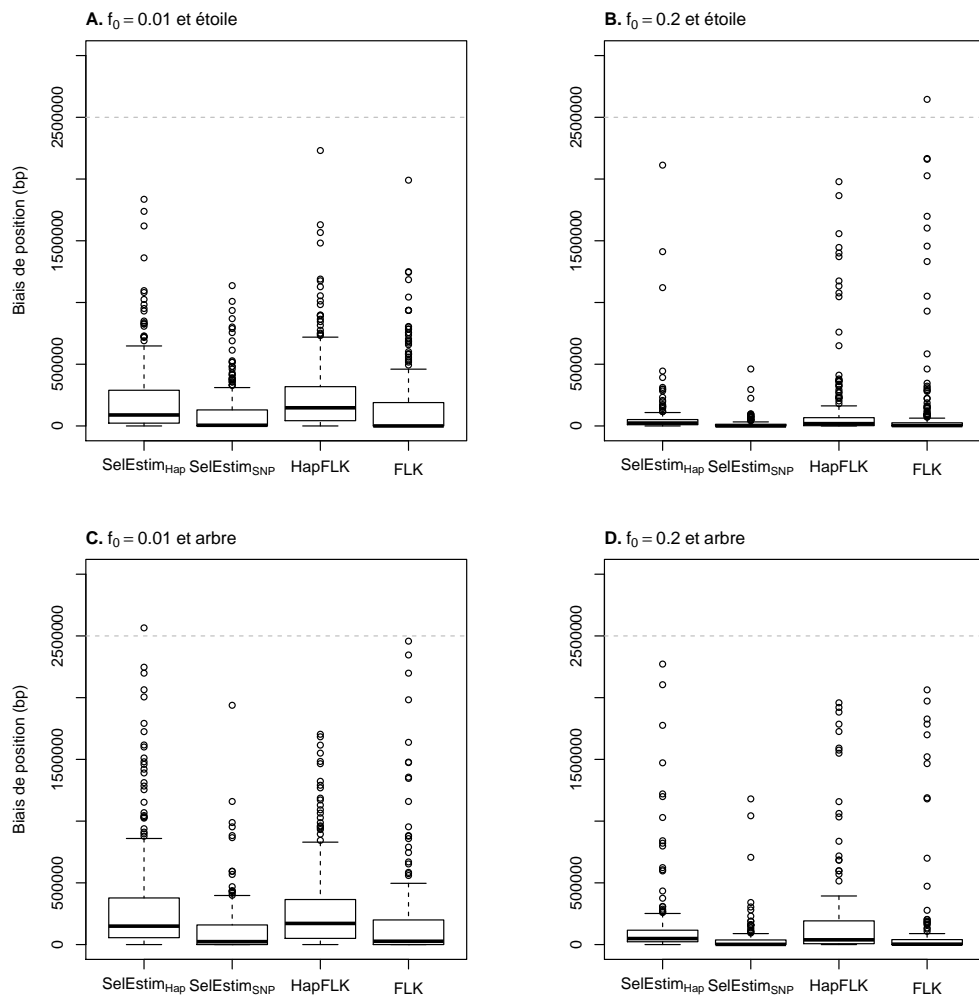 A. f0 = 0.01 et étoile
Biais de position (bp)
0 500000 1500000 2500000
SelEstimHap SelEstimSNP HapFLK FLK
B. f0 = 0.2 et étoile
0 500000 1500000 2500000
SelEstimHap SelEstimSNP HapFLK FLK
C. f0 = 0.01 et arbre
Biais de position (bp)
0 500000 1500000 2500000
SelEstimHap SelEstimSNP HapFLK FLK
D. f0 = 0.2 et arbre
0 500000 1500000 2500000
SelEstimHap SelEstimSNP HapFLK FLK